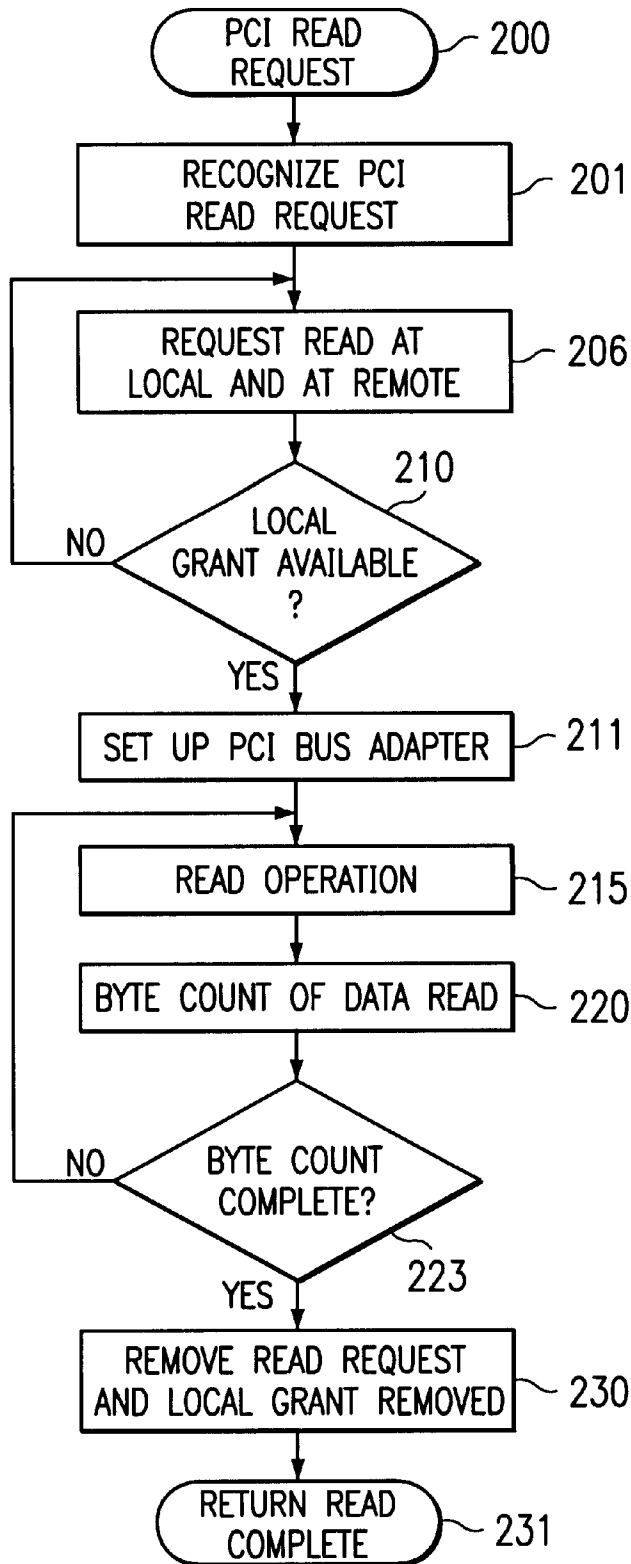 PCI READ
REQUEST
200
RECOGNIZE PCI
READ REQUEST
201
REQUEST READ AT
LOCAL AND AT REMOTE
206
210
LOCAL
GRANT AVAILABLE
?
NO
YES
SET UP PCI BUS ADAPTER
211
READ OPERATION
215
BYTE COUNT OF DATA READ
220
BYTE COUNT
COMPLETE?
NO
223
YES
REMOVE READ REQUEST
AND LOCAL GRANT REMOVED
230
RETURN READ
COMPLETE
231